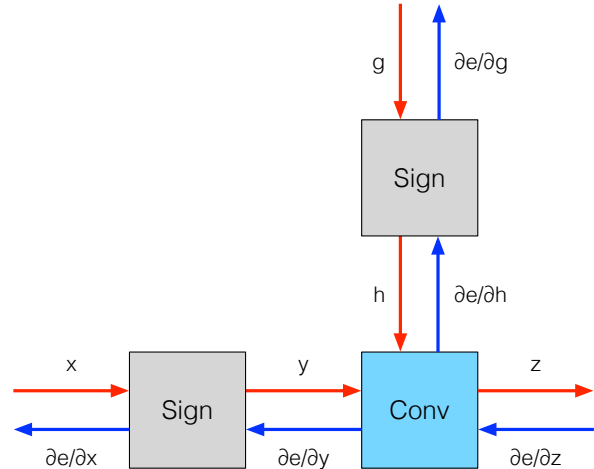 g
∂e/∂g
Sign
h
∂e/∂h
x
y
z
Sign
Conv
∂e/∂x
∂e/∂y
∂e/∂z